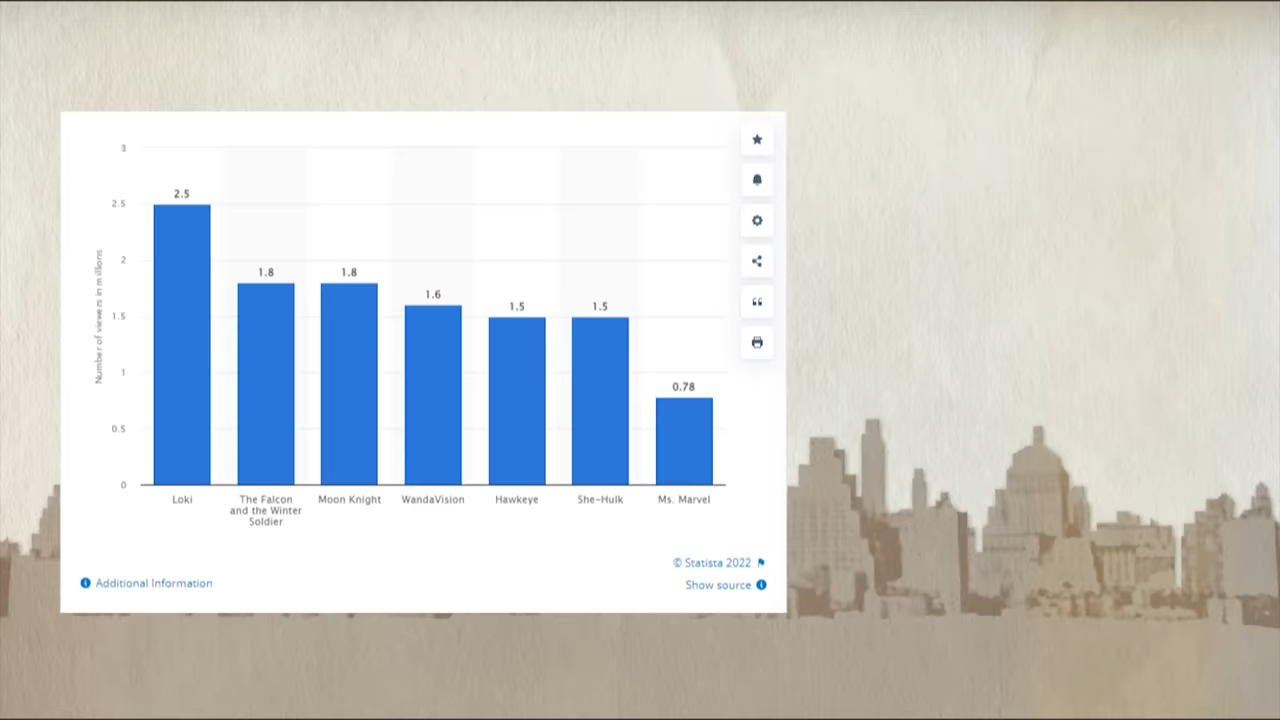 3
2.5
2
1.5
1
0.5
0
Number of viewers in millions
2.5
1.8
1.8
1.6
1.5
1.5
0.78
Loki
The Falcon
and the Winter
Soldier
Moon Knight
WandaVision
Hawkeye
She-Hulk
Ms. Marvel
© Statista 2022
Additional Information
Show source